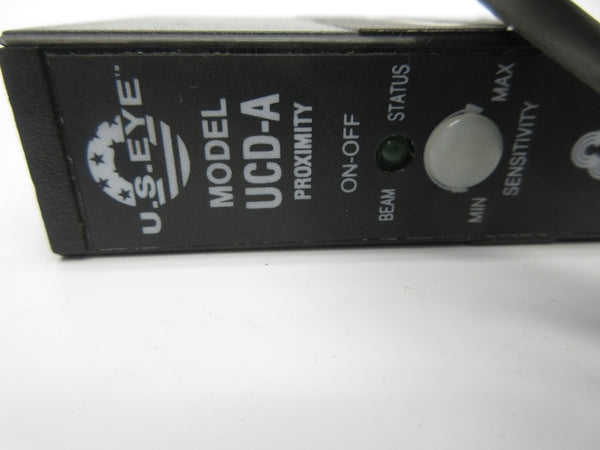 U.S.EYE™
MODEL
UCD-A
PROXIMITY
ON-OFF
BEAM STATUS
MIN MAX
SENSITIVITY